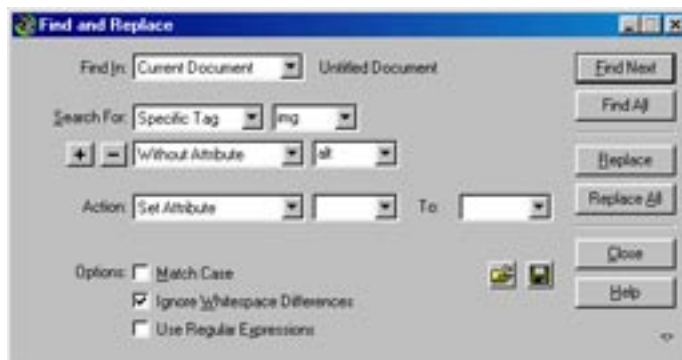 Find and Replace
Find In: Current Document Untitled Document
Find Next
Find All
Search For: Specific Tag img
+ - Without Attribute alt
Replace
Action: Set Attribute To:
Replace All
Close
Options: Match Case
Help
Ignore Whitespace Differences
Use Regular Expressions